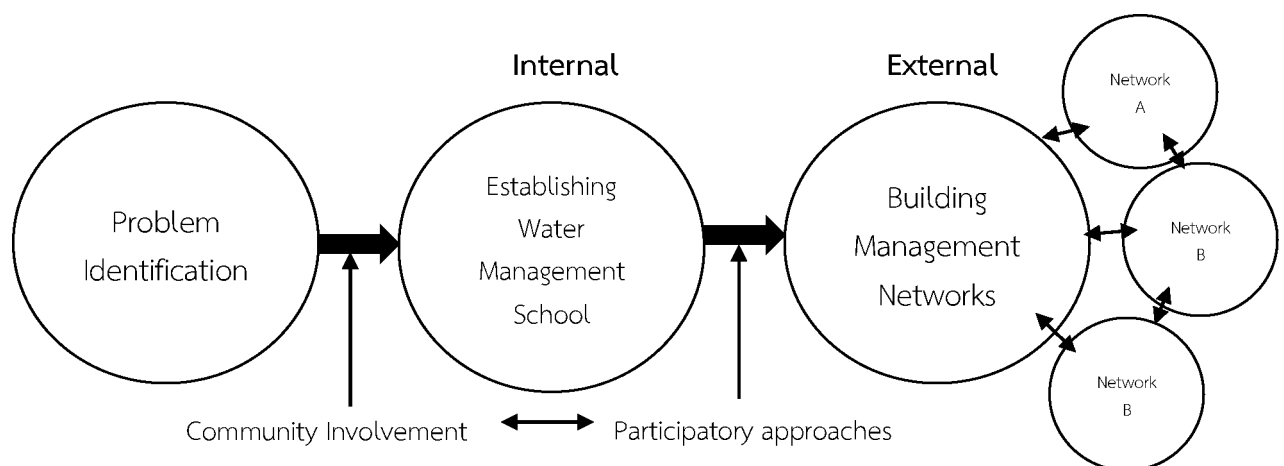 Internal
External
Problem
Identification
Establishing
Water
Management
School
Building
Management
Networks
Network
A
Network
B
Network
B
Community Involvement
Participatory approaches